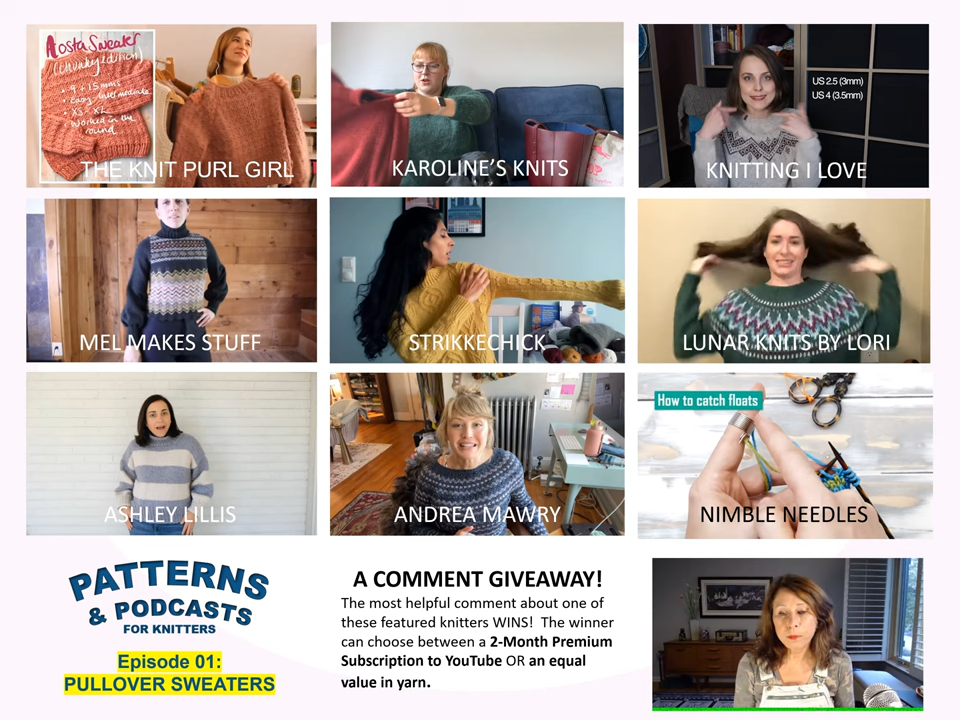 Aosta Sweater
(Chunky Edition)
• 9 + 15mms
• Easy Intermediate
• XS - XL
• Worked in the
round
THE KNIT PURL GIRL
KAROLINE'S KNITS
US 2.5 (3mm)
US 4 (3.5mm)
KNITTING I LOVE
MEL MAKES STUFF
STRIKKECHICK
LUNAR KNITS BY LORI
ASHLEY LILLIS
ANDREA MAWRY
How to catch floats
NIMBLE NEEDLES
PATTERNS
& PODCASTS
FOR KNITTERS
Episode 01:
PULLOVER SWEATERS
A COMMENT GIVEAWAY!
The most helpful comment about one of
these featured knitters WINS! The winner
can choose between a 2-Month Premium
Subscription to YouTube OR an equal
value in yarn.